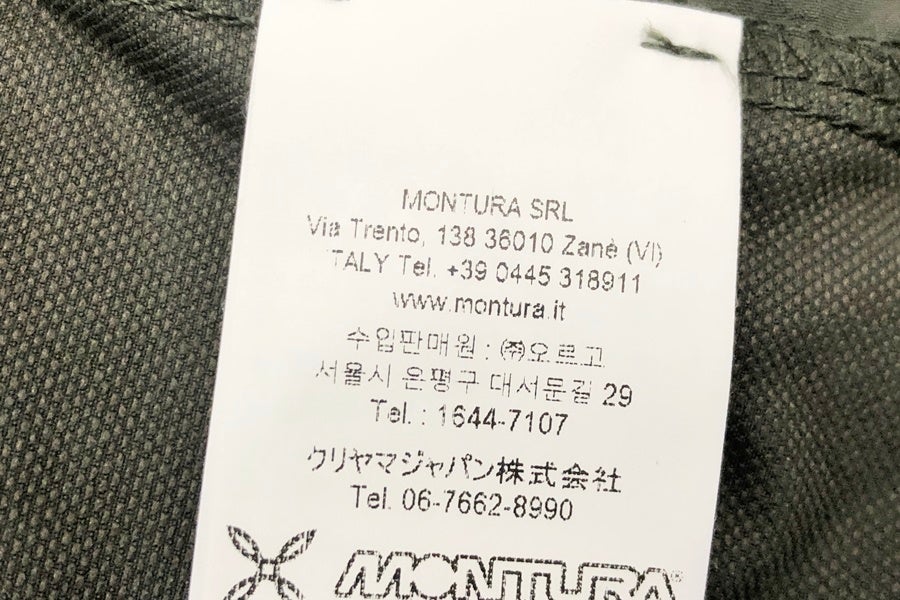 MONTURA SRL
Via Trento, 138 36010 Zanè (VI)
ITALY Tel. +39 0445 318911
www.montura.it
수입판매원 : ㈜오르고
서울시 은평구 대서문길 29
Tel. : 1644-7107
クリヤマジャパン株式会社
Tel. 06-7662-8990
MONTURA®